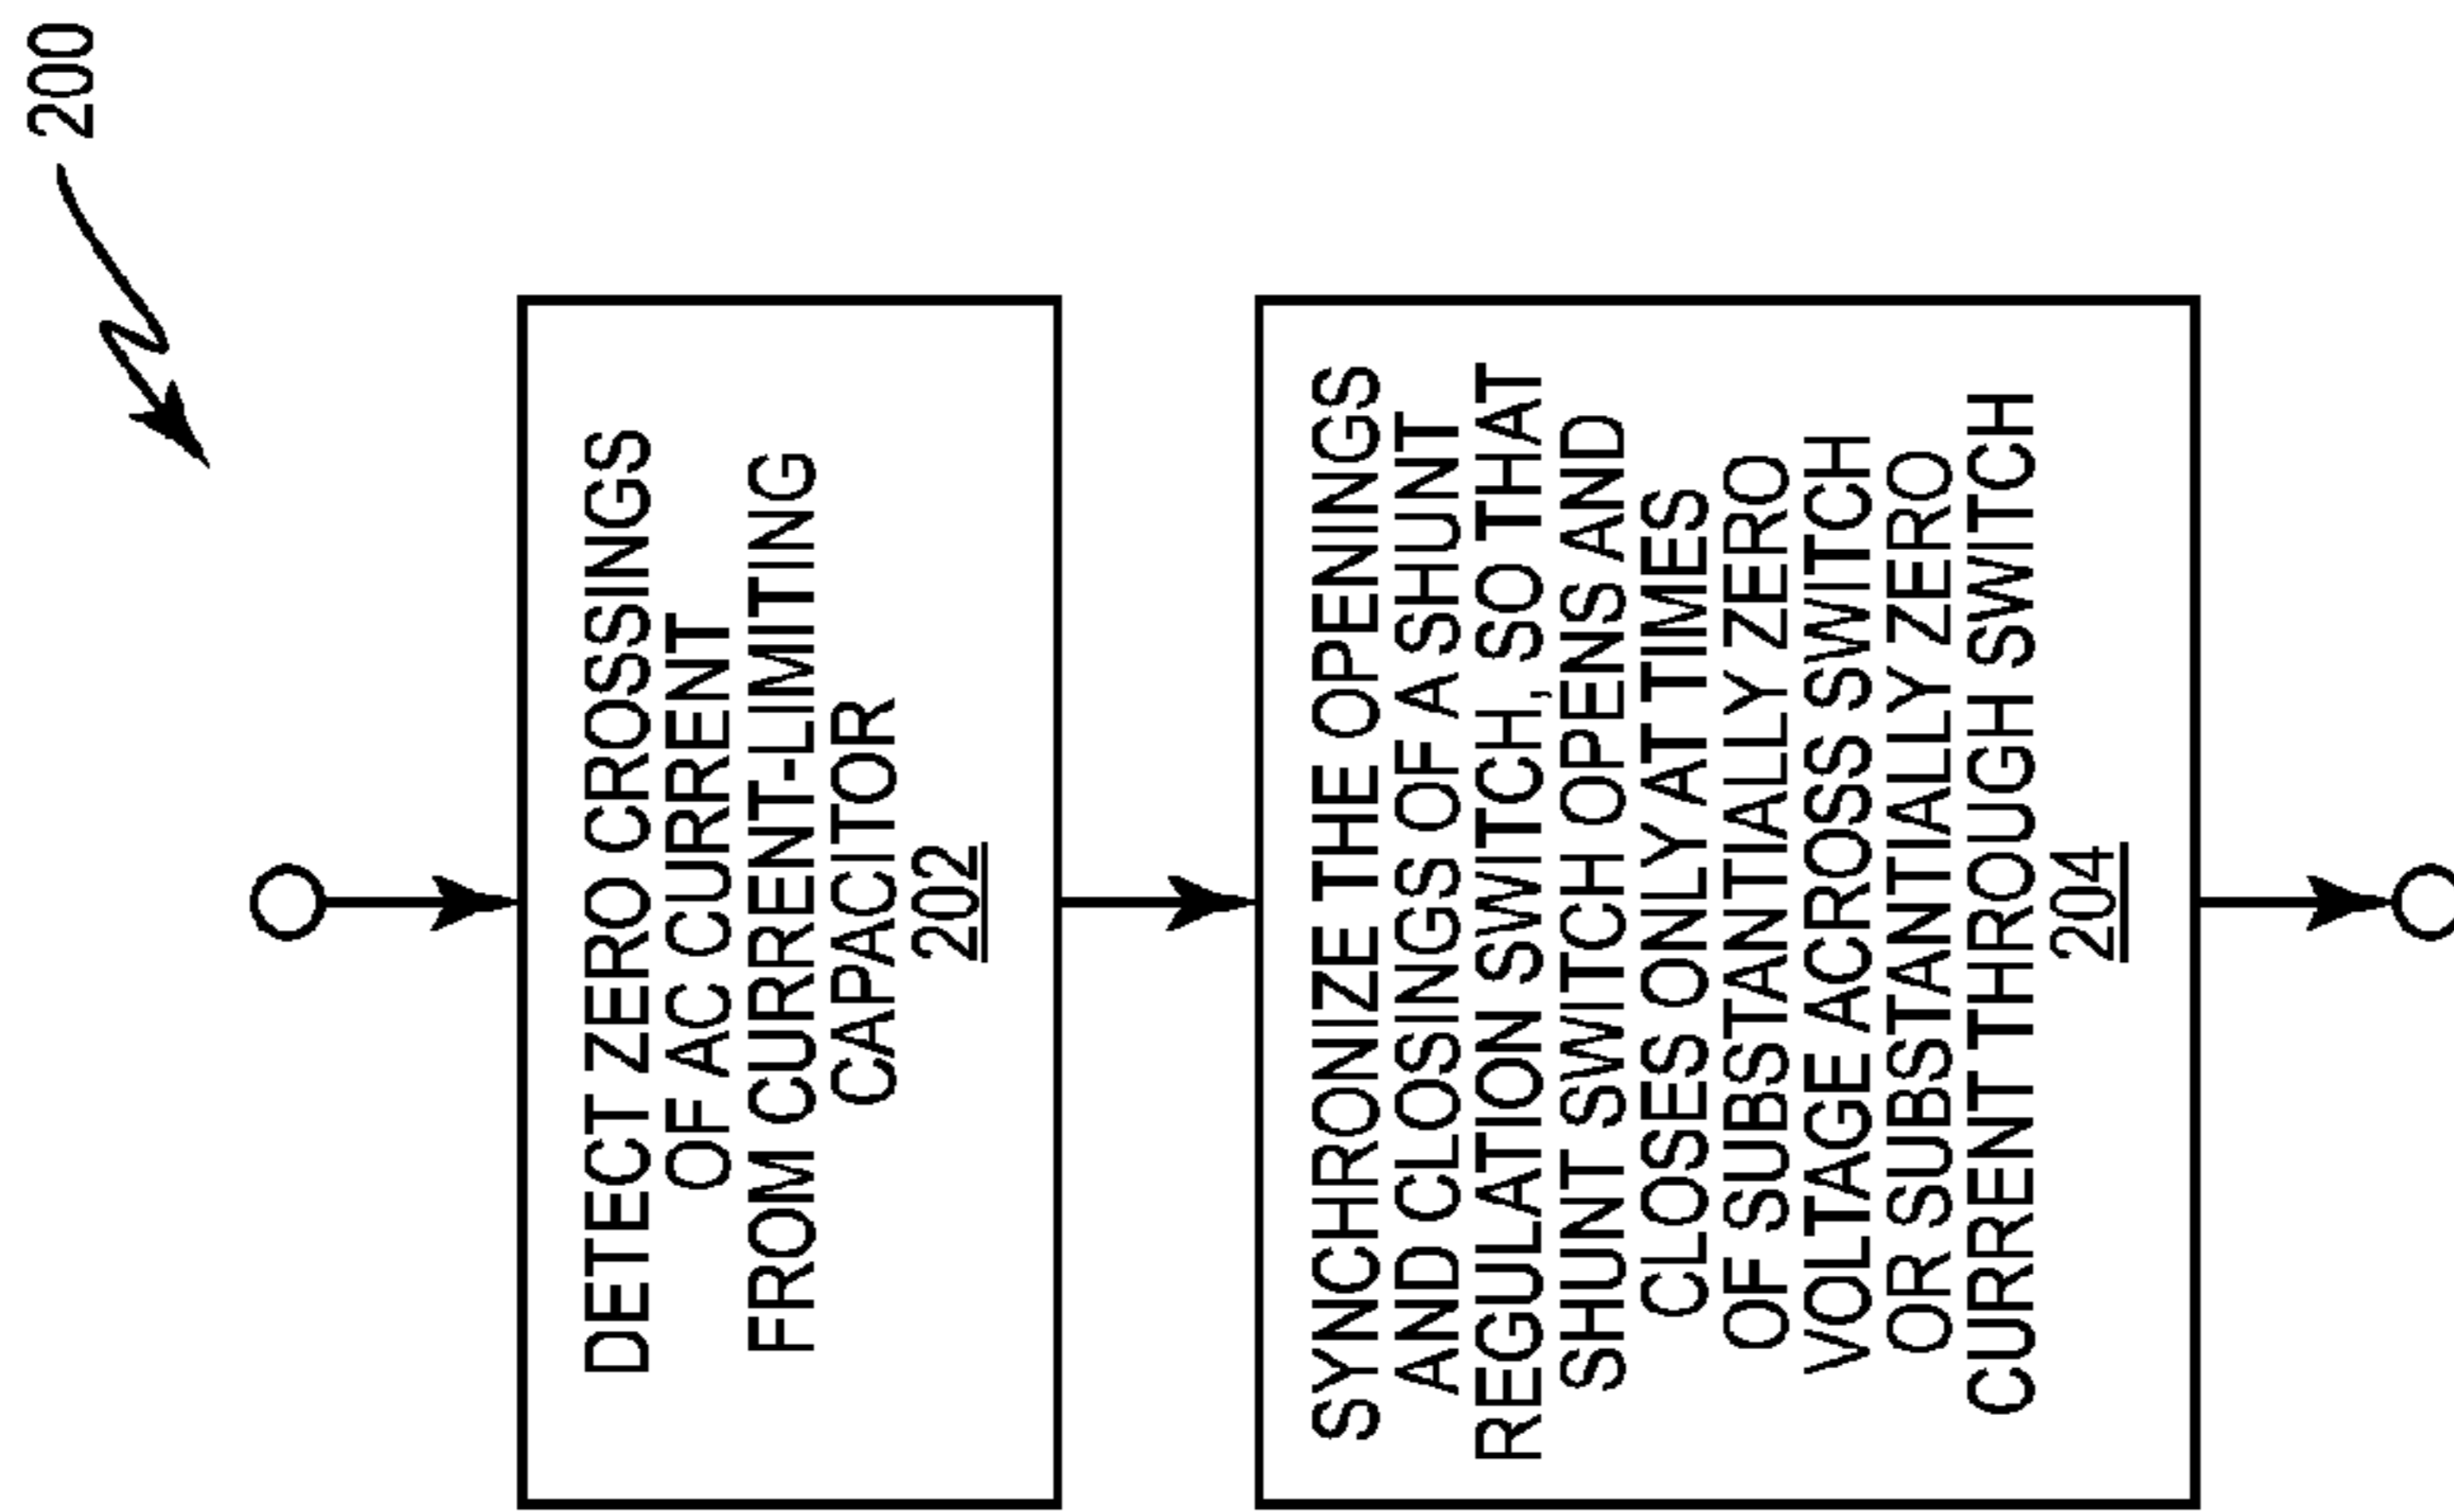 200
DETECT ZERO CROSSINGS
OF AC CURRENT
FROM CURRENT-LIMITING
CAPACITOR
202
SYNCHRONIZE THE OPENINGS
AND CLOSINGS OF A SHUNT
REGULATION SWITCH, SO THAT
SHUNT SWITCH OPENS AND
CLOSES ONLY AT TIMES
OF SUBSTANTIALLY ZERO
VOLTAGE ACROSS SWITCH
OR SUBSTANTIALLY ZERO
CURRENT THROUGH SWITCH
204